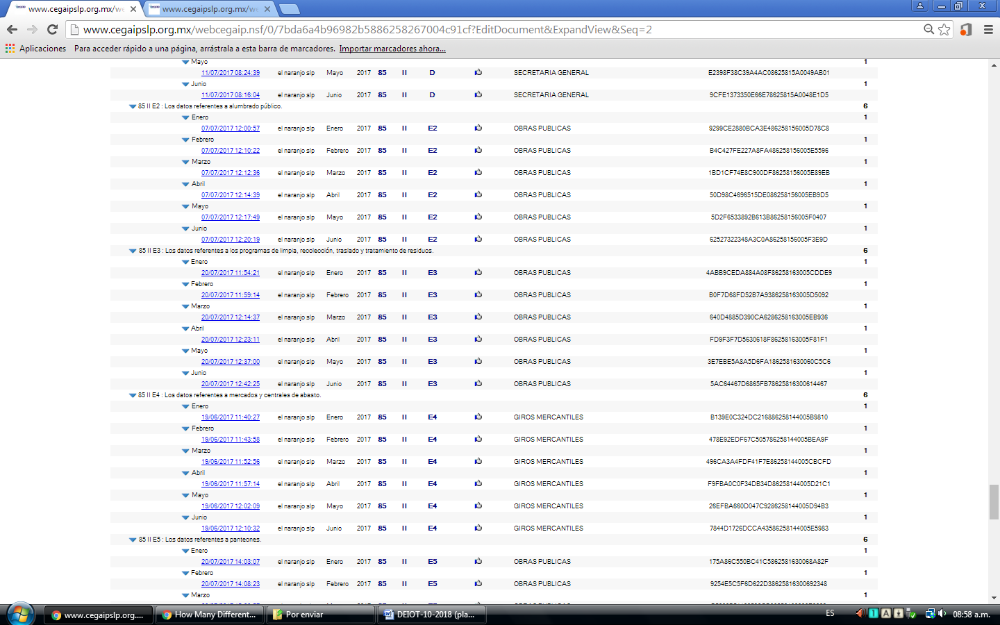 www.cegaipslp.org.mx/we
www.cegaipslp.org.mx/we
www.cegaipslp.org.mx/webcegaip.nsf/0/7bda6a4b96982b5886258267004c91cf?EditDocument&ExpandView&Seq=2
Aplicaciones Para acceder rápido a una página, arrástrala a esta barra de marcadores. Importar marcadores ahora...
Mayo 1
11/07/2017 08:24:39 el naranjo slp Mayo 2017 85 II D SECRETARIA GENERAL E2398F38C39A4AC08625815A0049AB01
Junio 1
11/07/2017 08:16:04 el naranjo slp Junio 2017 85 II D SECRETARIA GENERAL 9CFE1373350E66E78625815A0048E1D5
85 II E2 : Los datos referentes a alumbrado público. 6
Enero 1
07/07/2017 12:00:57 el naranjo slp Enero 2017 85 II E2 OBRAS PUBLICAS 9299CE2880BCA3E486258156005D78C8
Febrero 1
07/07/2017 12:10:22 el naranjo slp Febrero 2017 85 II E2 OBRAS PUBLICAS B4C427FE227A8FA486258156005E5596
Marzo 1
07/07/2017 12:12:36 el naranjo slp Marzo 2017 85 II E2 OBRAS PUBLICAS 1BD1CF74E8C900DF86258156005E89EB
Abril 1
07/07/2017 12:14:39 el naranjo slp Abril 2017 85 II E2 OBRAS PUBLICAS 50D98C4696515DE086258156005EB9D5
Mayo 1
07/07/2017 12:17:49 el naranjo slp Mayo 2017 85 II E2 OBRAS PUBLICAS 5D2F6533892B613B86258156005F0407
Junio 1
07/07/2017 12:20:19 el naranjo slp Junio 2017 85 II E2 OBRAS PUBLICAS 62527322348A3C0A86258156005F3E9D
85 II E3 : Los datos referentes a los programas de limpia, recolección, traslado y tratamiento de residuos. 6
Enero 1
20/07/2017 11:54:21 el naranjo slp Enero 2017 85 II E3 OBRAS PUBLICAS 4ABB9CEDA884A08F86258163005CDDE9
Febrero 1
20/07/2017 11:59:14 el naranjo slp Febrero 2017 85 II E3 OBRAS PUBLICAS B0F7D68FD52B7A9386258163005D5092
Marzo 1
20/07/2017 12:14:37 el naranjo slp Marzo 2017 85 II E3 OBRAS PUBLICAS 640D4885D390CA6286258163005EB936
Abril 1
20/07/2017 12:23:11 el naranjo slp Abril 2017 85 II E3 OBRAS PUBLICAS FD9F3F7D5630618F86258163005F81F1
Mayo 1
20/07/2017 12:37:00 el naranjo slp Mayo 2017 85 II E3 OBRAS PUBLICAS 3E7EBE5A8A5D6FA1862581630060C5C6
Junio 1
20/07/2017 12:42:25 el naranjo slp Junio 2017 85 II E3 OBRAS PUBLICAS 5AC64467D6865FB78625816300614467
85 II E4 : Los datos referentes a mercados y centrales de abasto. 6
Enero 1
19/06/2017 11:40:27 el naranjo slp Enero 2017 85 II E4 GIROS MERCANTILES B139E0C324DC216886258144005B9810
Febrero 1
19/06/2017 11:43:58 el naranjo slp Febrero 2017 85 II E4 GIROS MERCANTILES 478E92EDF67C505786258144005BEA9F
Marzo 1
19/06/2017 11:52:56 el naranjo slp Marzo 2017 85 II E4 GIROS MERCANTILES 496CA3A4FDF41F7E86258144005CBCFD
Abril 1
19/06/2017 11:57:14 el naranjo slp Abril 2017 85 II E4 GIROS MERCANTILES F9FBA0C0F34DB34D86258144005D21C1
Mayo 1
19/06/2017 12:02:09 el naranjo slp Mayo 2017 85 II E4 GIROS MERCANTILES 26EFBA660D047C9286258144005D94B3
Junio 1
19/06/2017 12:10:32 el naranjo slp Junio 2017 85 II E4 GIROS MERCANTILES 7844D1726DCCA43586258144005E5983
85 II E5 : Los datos referentes a panteones. 6
Enero 1
20/07/2017 14:03:07 el naranjo slp Enero 2017 85 II E5 OBRAS PUBLICAS 175A86C550BC41C5862581630068A82F
Febrero 1
20/07/2017 14:08:23 el naranjo slp Febrero 2017 85 II E5 OBRAS PUBLICAS 9254E5C5F6D622D38625816300692348
Marzo 1
www.cegaipslp.org.... How Many Different... Por enviar DEIOT-10-2018 (pla... ES 08:58 a.m.